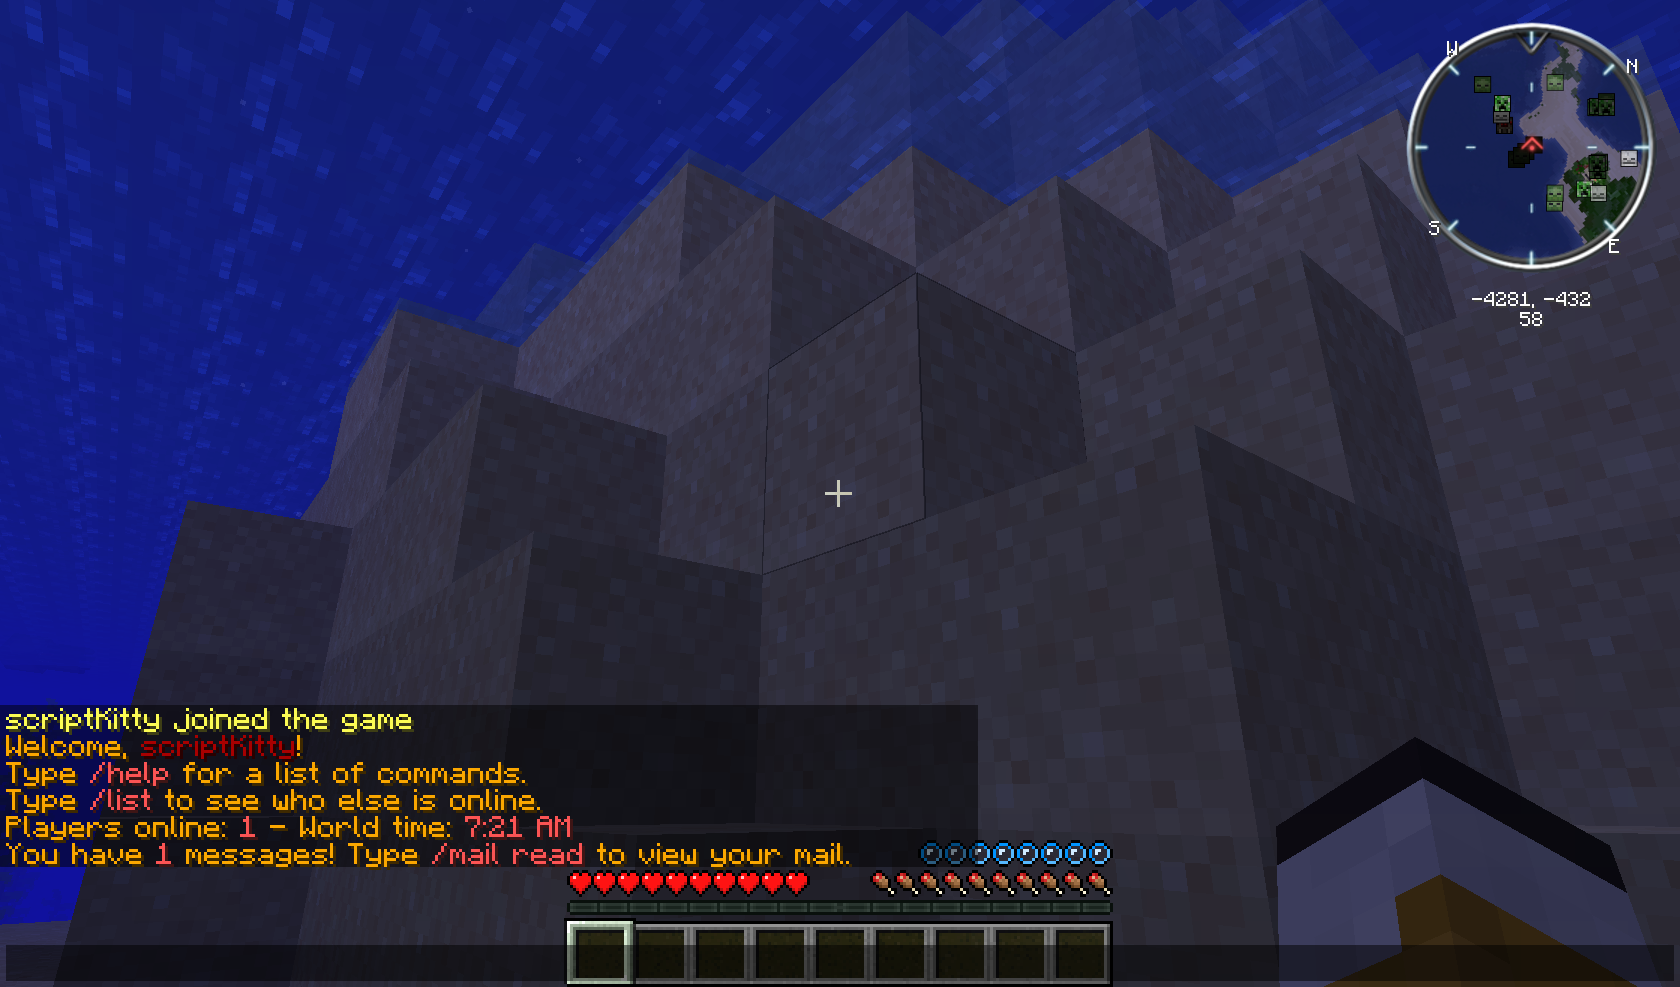 W
N
S
E
-4281, -432
58
scriptKitty joined the game
Welcome, scriptKitty!
Type /help for a list of commands.
Type /list to see who else is online.
Players online: 1 - World time: 7:21 AM
You have 1 messages! Type /mail read to view your mail.